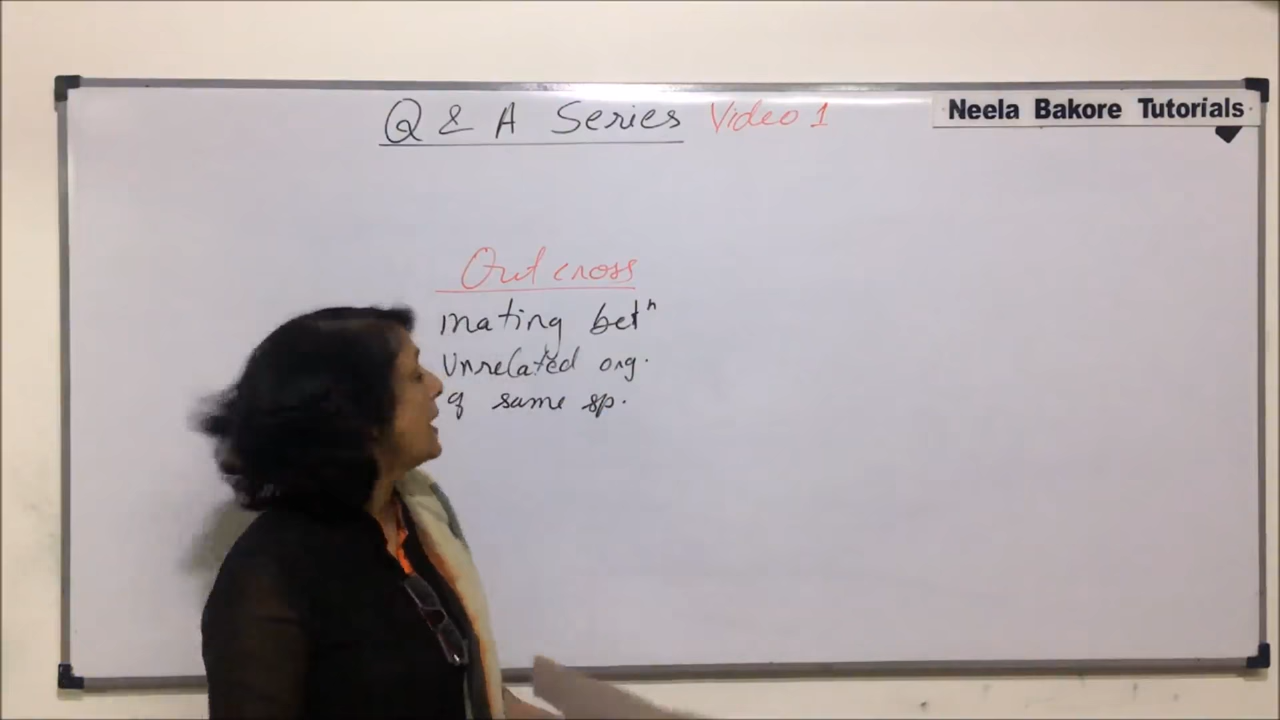 Q & A Series Video 1
Neela Bakore Tutorials
Out cross
mating betn
Unrelated org.
of same sp.